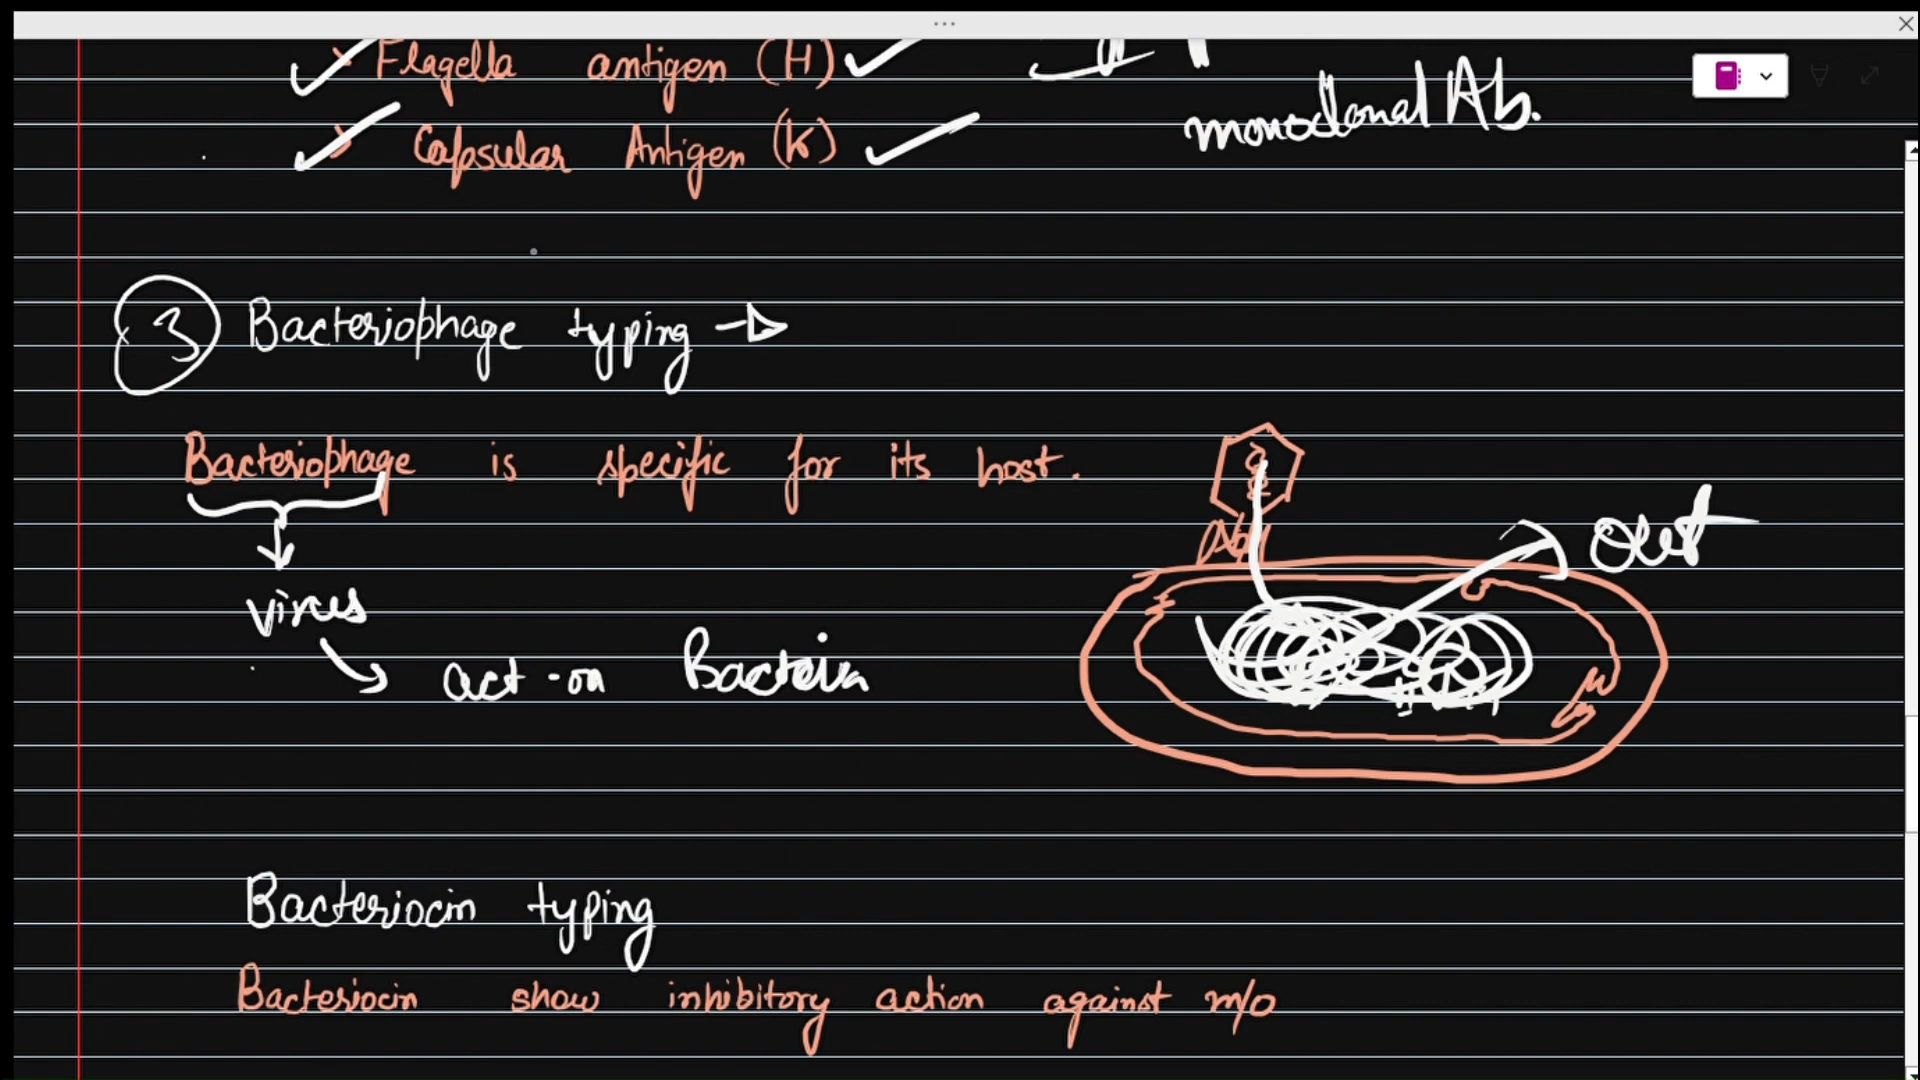 Flagella antigen (H)
Capsular Antigen (K)
monoclonal Ab.
3 Bacteriophage typing →
Bacteriophage is specific for its host.
virus
act-on Bacteria
out
Bacteriocin typing
Bacteriocin show inhibitory action against m/o